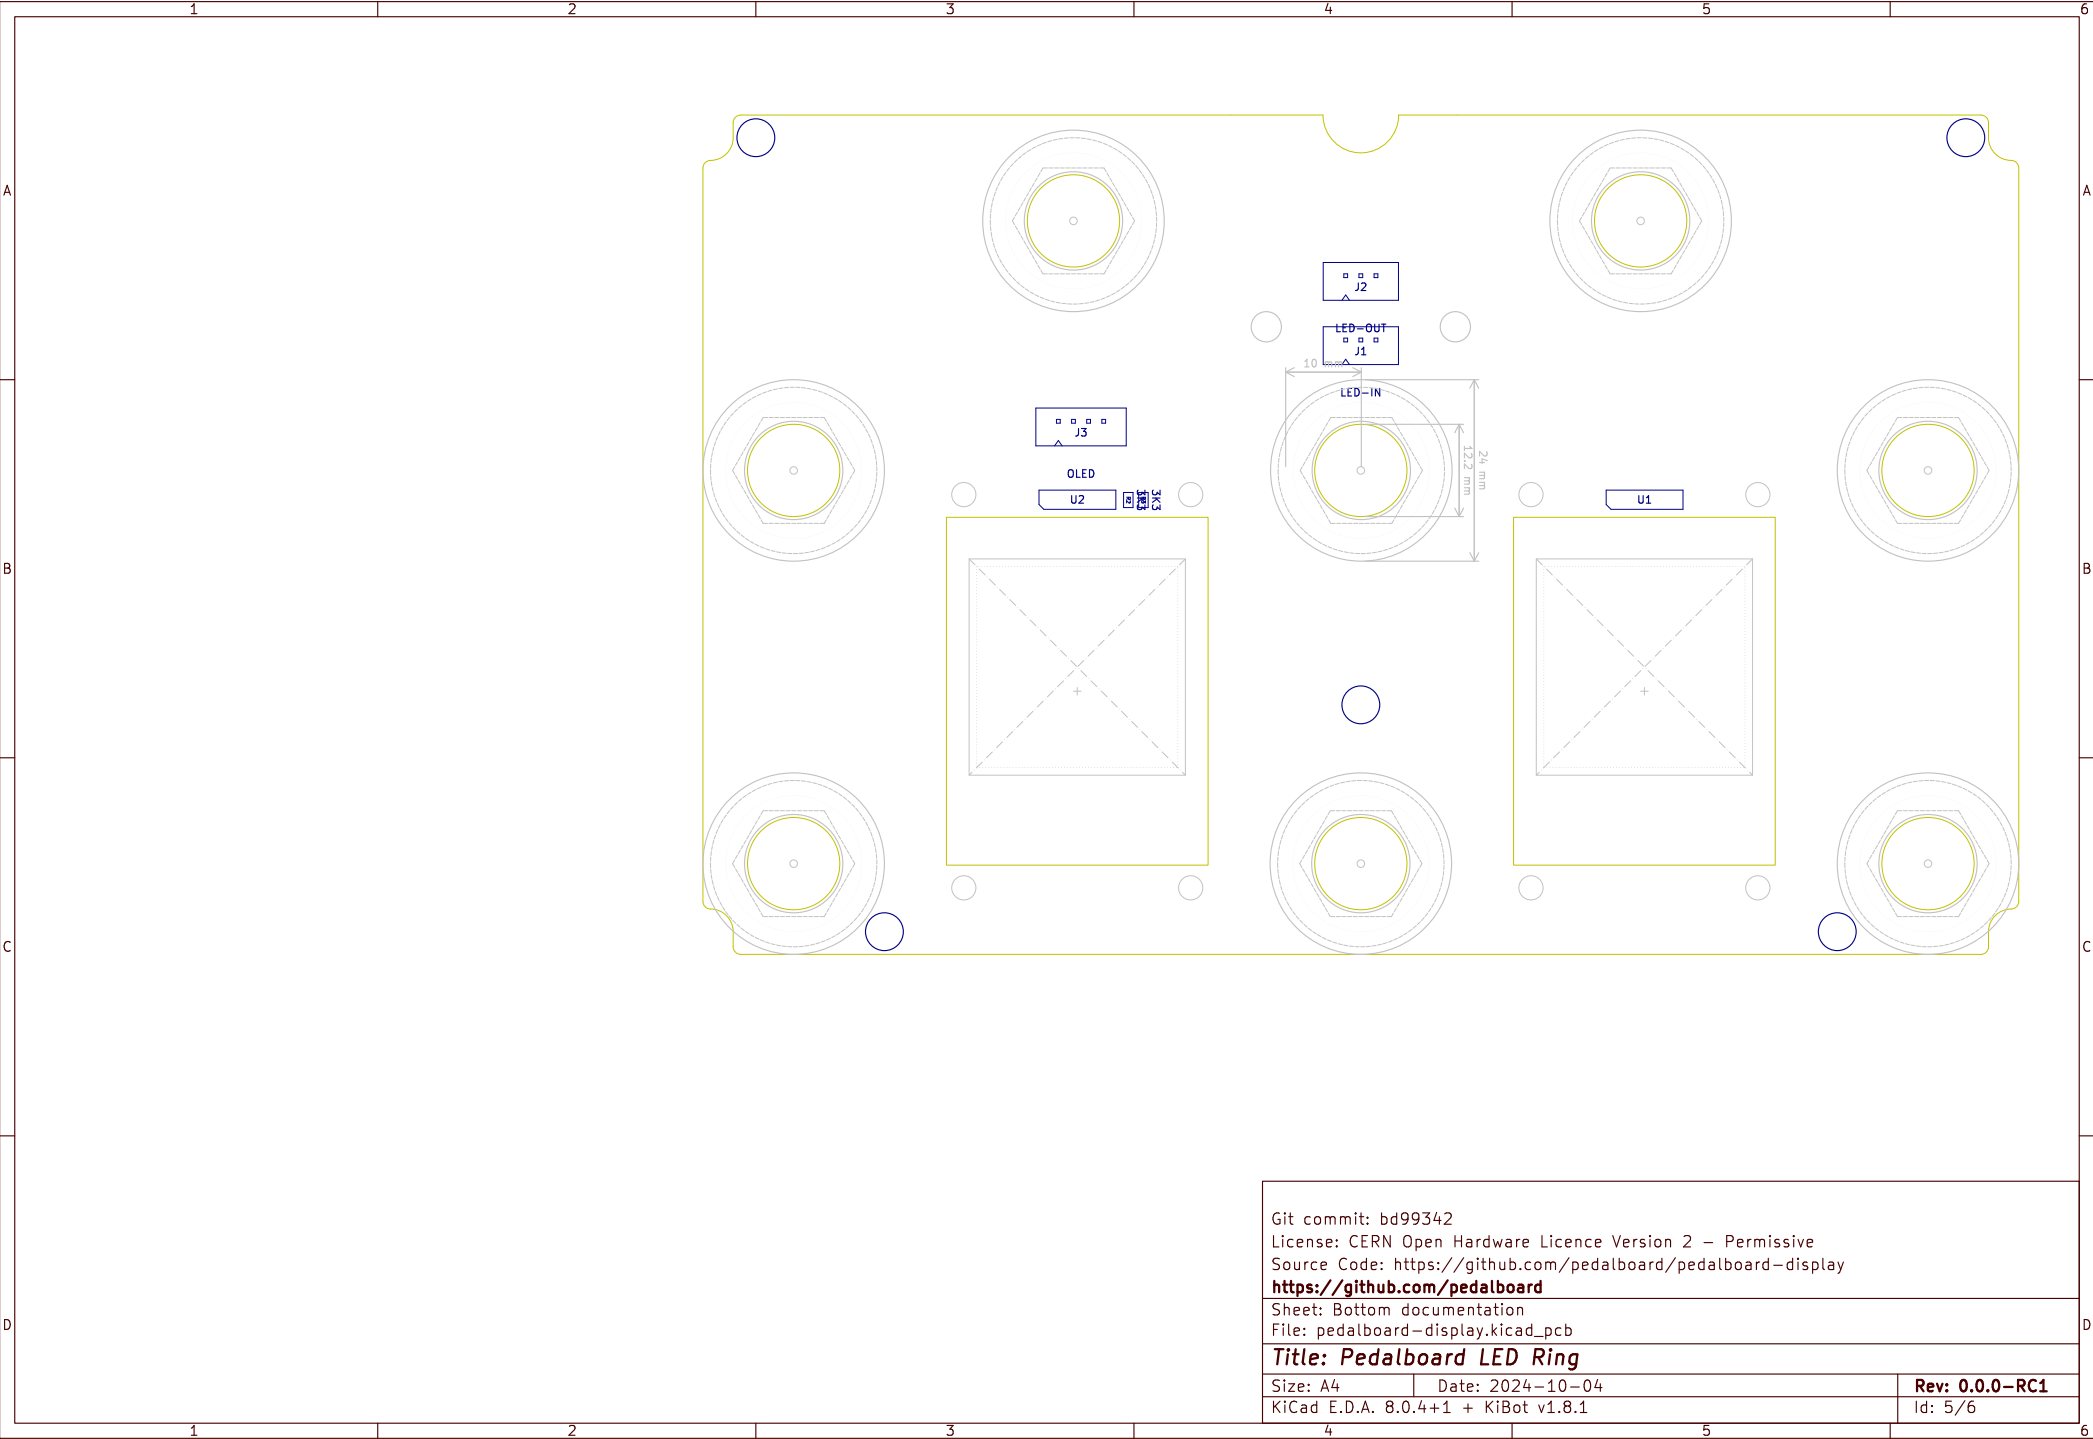 1 2 3 4 5 6
A A
J2
LED-OUT
J1
10 mm
LED-IN
J3
12.2 mm
24 mm
OLED
U2
R2
3K3
3K3
U1
B B
C C
Git commit: bd99342
License: CERN Open Hardware Licence Version 2 - Permissive
Source Code: https://github.com/pedalboard/pedalboard-display
https://github.com/pedalboard
Sheet: Bottom documentation
File: pedalboard-display.kicad_pcb
D D
Title: Pedalboard LED Ring
Size: A4 Date: 2024-10-04 Rev: 0.0.0-RC1
KiCad E.D.A. 8.0.4+1 + KiBot v1.8.1 Id: 5/6
1 2 3 4 5 6